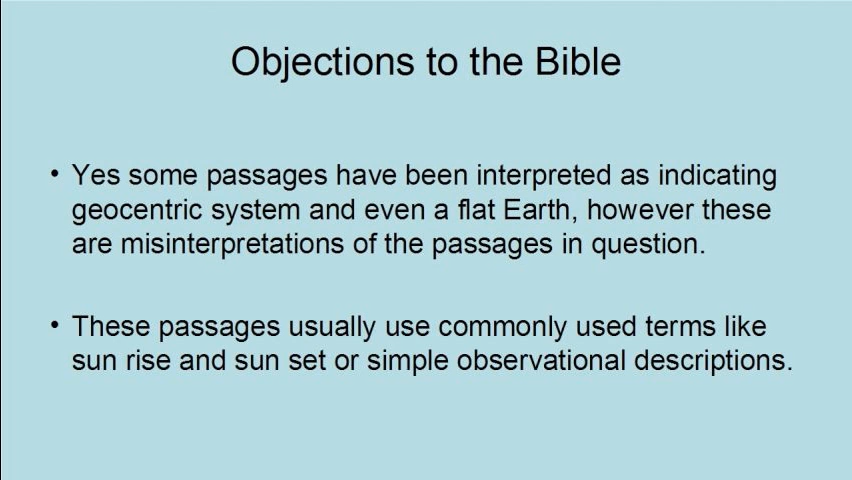 Objections to the Bible
• Yes some passages have been interpreted as indicating
geocentric system and even a flat Earth, however these
are misinterpretations of the passages in question.
• These passages usually use commonly used terms like
sun rise and sun set or simple observational descriptions.